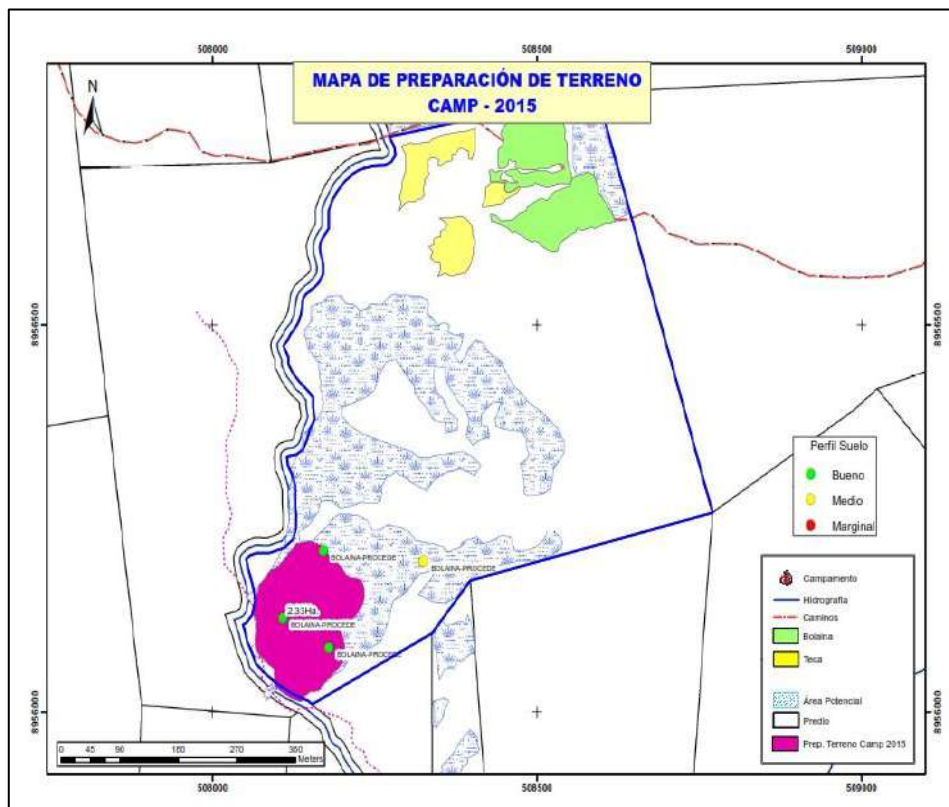 508000
508500
509000
MAPA DE PREPARACIÓN DE TERRENO
CAMP - 2015
N
8956500
8956500
Perfil Suelo
Bueno
Medio
Marginal
BOLAINA-PROCEDE
BOLAINA-PROCEDE
2.33Ha.
BOLAINA-PROCEDE
BOLAINA-PROCEDE
Campamento
Hidrografia
Caminos
Bolaina
Teca
Área Potencial
Predio
Prep. Terreno Camp 2015
8956000
8956000
0 45 90 180 270 360
Meters
508000
508500
509000